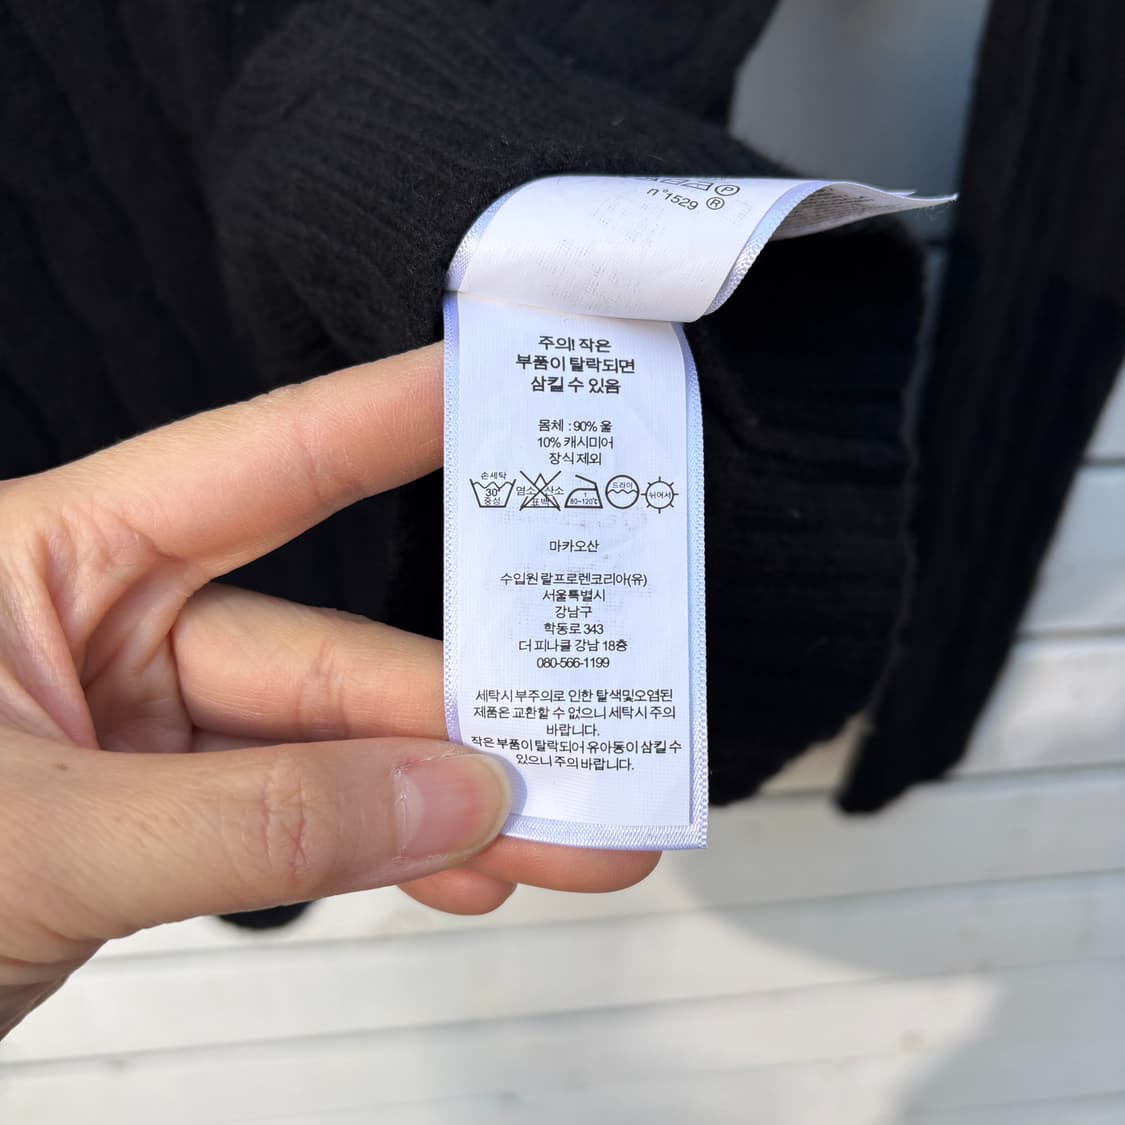 P
n°1529 R
주의! 작은
부품이 탈락되면
삼킬 수 있음
몸체 : 90% 울
10% 캐시미어
장식 제외
손세탁
30°
중성
염소 산소
표백
1
80~120℃
드라이
뉘어서
마카오산
수입원 랄프로렌코리아(유)
서울특별시
강남구
학동로 343
더 피나클 강남 18층
080-566-1199
세탁시 부주의로 인한 탈색및오염된
제품은 교환할 수 없으니 세탁시 주의
바랍니다.
작은 부품이 탈락되어 유아동이 삼킬 수
있으니 주의 바랍니다.